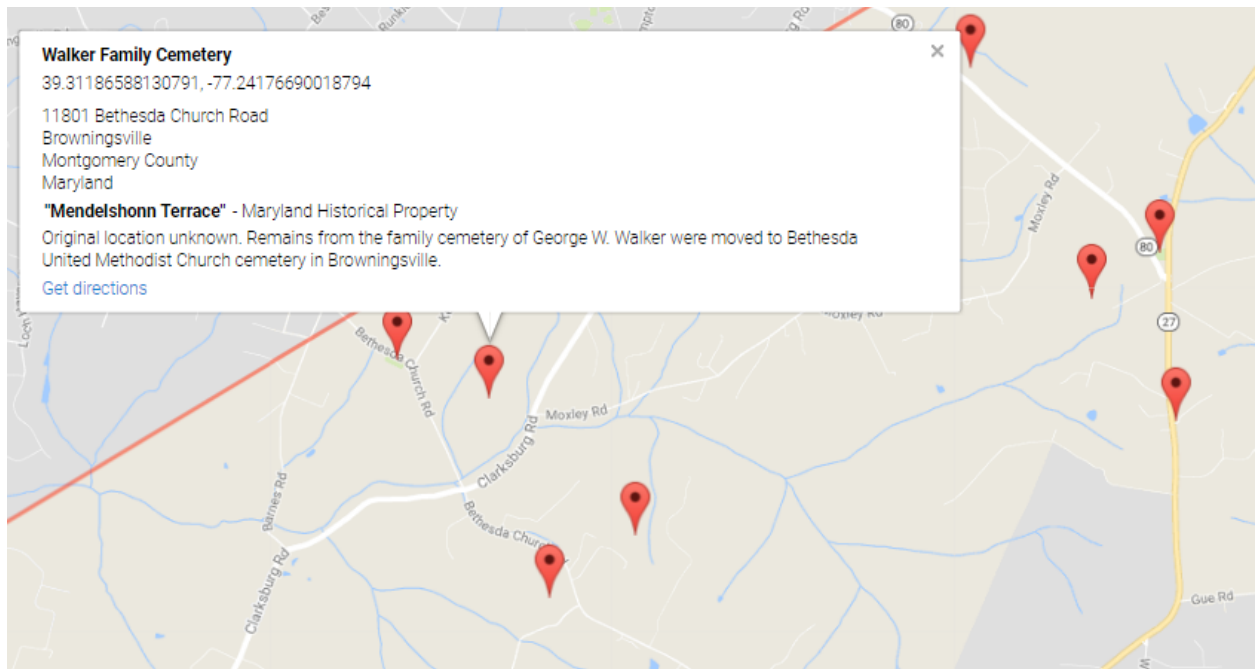 80
Walker Family Cemetery
39.31186588130791, -77.24176690018794
11801 Bethesda Church Road
Browningsville
Montgomery County
Maryland
"Mendelshonn Terrace" - Maryland Historical Property
Original location unknown. Remains from the family cemetery of George W. Walker were moved to Bethesda
United Methodist Church cemetery in Browningsville.
Get directions
Moxley Rd
80
27
Moxley Rd
Bethesda Church Rd
Moxley Rd
Clarksburg Rd
Barnes Rd
Bethesda Church
Clarksburg Rd
Gue Rd